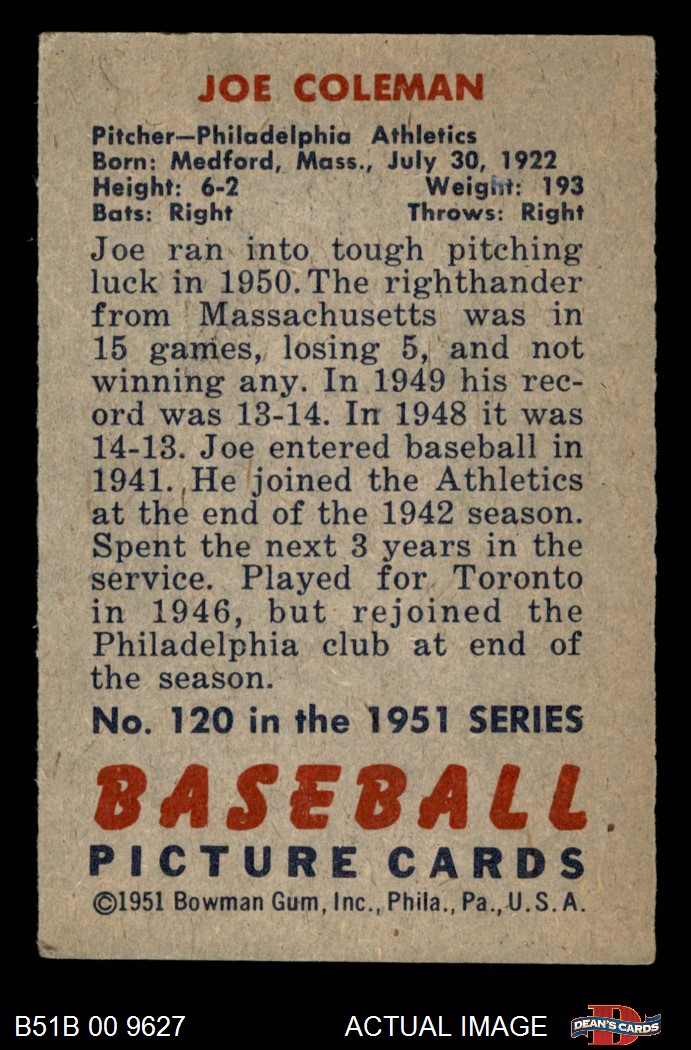 JOE COLEMAN
Pitcher—Philadelphia Athletics
Born: Medford, Mass., July 30, 1922
Height: 6-2 Weight: 193
Bats: Right Throws: Right
Joe ran into tough pitching
luck in 1950. The righthander
from Massachusetts was in
15 games, losing 5, and not
winning any. In 1949 his rec-
ord was 13-14. In 1948 it was
14-13. Joe entered baseball in
1941. He joined the Athletics
at the end of the 1942 season.
Spent the next 3 years in the
service. Played for Toronto
in 1946, but rejoined the
Philadelphia club at end of
the season.
No. 120 in the 1951 SERIES
BASEBALL
PICTURE CARDS
©1951 Bowman Gum, Inc., Phila., Pa., U.S.A.
B51B 00 9627 ACTUAL IMAGE
D
DEAN'S CARDS